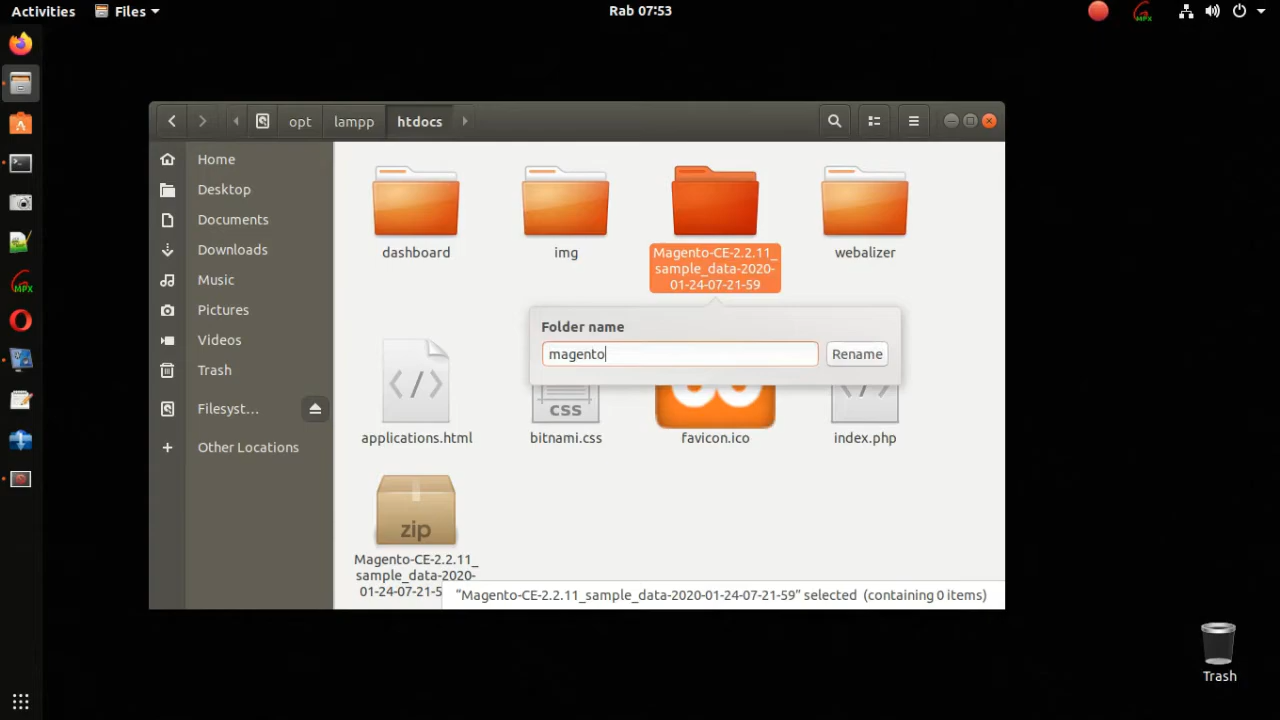 Activities
Files
Rab 07:53
MPX
opt
lampp
htdocs
Home
Desktop
Documents
Downloads
Music
Pictures
Videos
Trash
Filesyst...
Other Locations
dashboard
img
Magento-CE-2.2.11_
sample_data-2020-
01-24-07-21-59
webalizer
Folder name
magento
Rename
</>
CSS
applications.html
bitnami.css
favicon.ico
index.php
zip
Magento-CE-2.2.11_
sample_data-2020-
01-24-07-21-5
"Magento-CE-2.2.11_sample_data-2020-01-24-07-21-59" selected (containing 0 items)
MPX
Trash